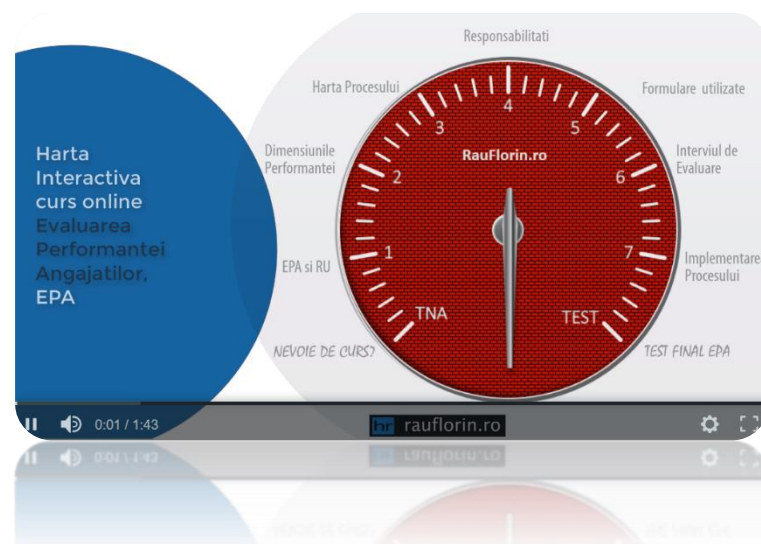 Harta
Interactiva
curs online
Evaluarea
Performantei
Angajatilor,
EPA
Responsabilitati
Harta Procesului
Formulare utilizate
Dimensiunile
Performantei
Interviul de
Evaluare
EPA si RU
Implementare
Procesului
NEVOIE DE CURS?
TEST FINAL EPA
RauFlorin.ro
TNA
1
2
3
4
5
6
7
TEST
0:01 / 1:43
hr rauflorin.ro